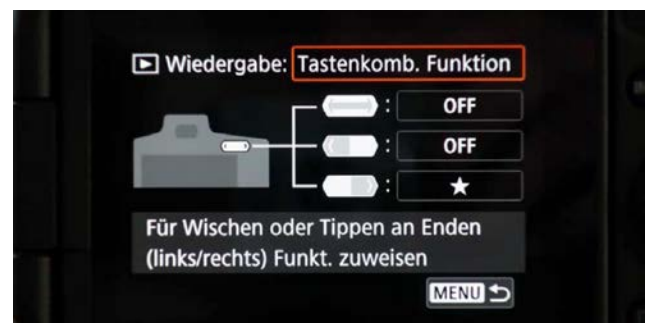 Wiedergabe: Tastenkomb. Funktion
: OFF
: OFF
: ★
Für Wischen oder Tippen an Enden
(links/rechts) Funkt. zuweisen
MENU